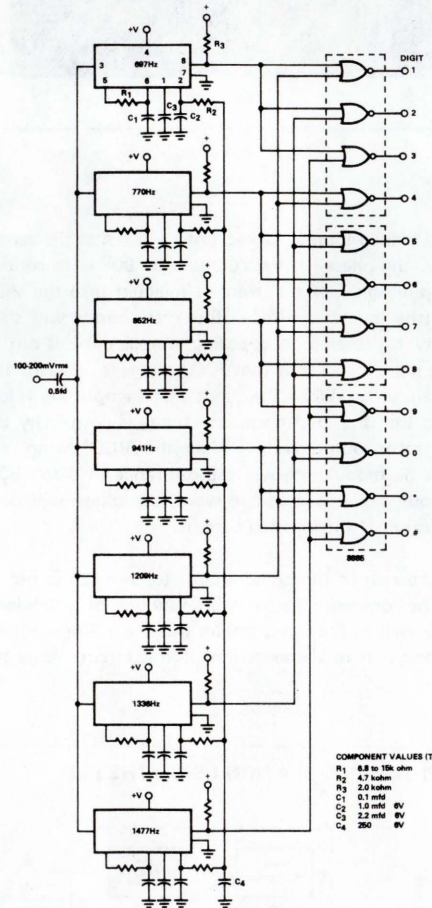 +V
+
4
R3
3
697Hz
8
7
5
6
1
2
R1
C1
C3
C2
R2
+V
+
770Hz
+V
+
852Hz
100-200mVrms
0.5fd
+V
+
941Hz
+V
+
1209Hz
+V
+
1336Hz
+V
+
1477Hz
C4
DIGIT
1
2
3
4
5
6
7
8
9
0
*
#
8885
COMPONENT VALUES (T
R1 6.8 to 15k ohm
R2 4.7 kohm
R3 2.0 kohm
C1 0.1 mfd
C2 1.0 mfd 6V
C3 2.2 mfd 6V
C4 250 6V